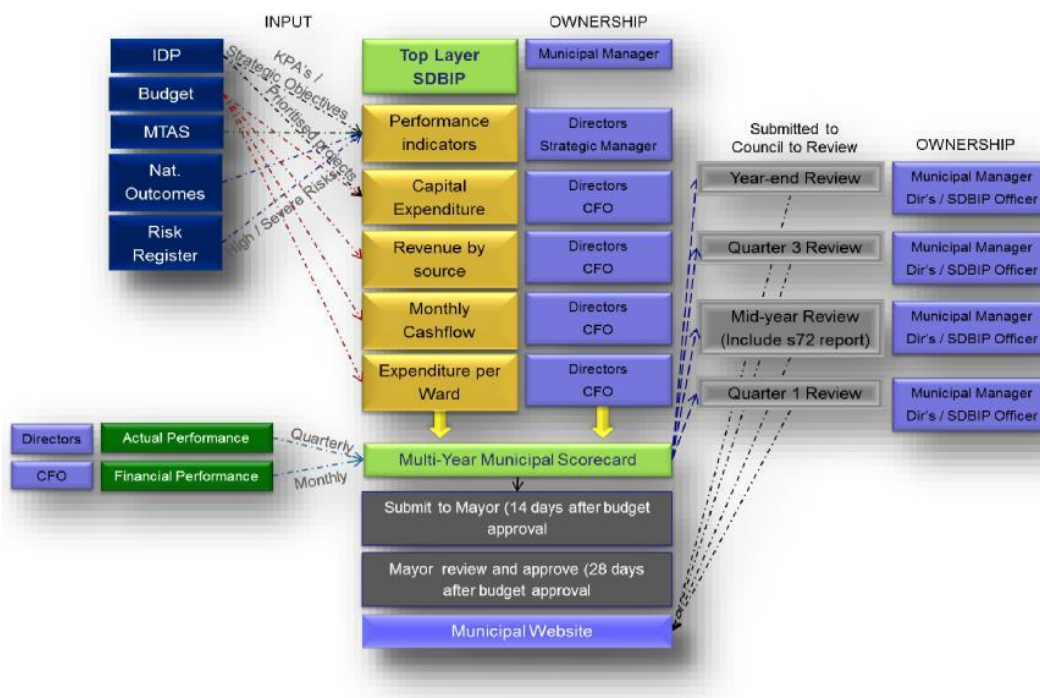 INPUT
OWNERSHIP
IDP
Budget
MTAS
Nat.
Outcomes
Risk
Register
KPA's /
Strategic Objectives
Prioritised projects
High / Severe Risks
Top Layer
SDBIP
Municipal Manager
Performance
indicators
Directors
Strategic Manager
Capital
Expenditure
Directors
CFO
Revenue by
source
Directors
CFO
Monthly
Cashflow
Directors
CFO
Expenditure per
Ward
Directors
CFO
Submitted to
Council to Review
OWNERSHIP
Year-end Review
Municipal Manager
Dir's / SDBIP Officer
Quarter 3 Review
Municipal Manager
Dir's / SDBIP Officer
Mid-year Review
(Include s72 report)
Municipal Manager
Dir's / SDBIP Officer
Quarter 1 Review
Municipal Manager
Dir's / SDBIP Officer
Directors
Actual Performance
Quarterly
CFO
Financial Performance
Monthly
Multi-Year Municipal Scorecard
Submit to Mayor (14 days after budget
approval
Mayor review and approve (28 days
after budget approval
Municipal Website